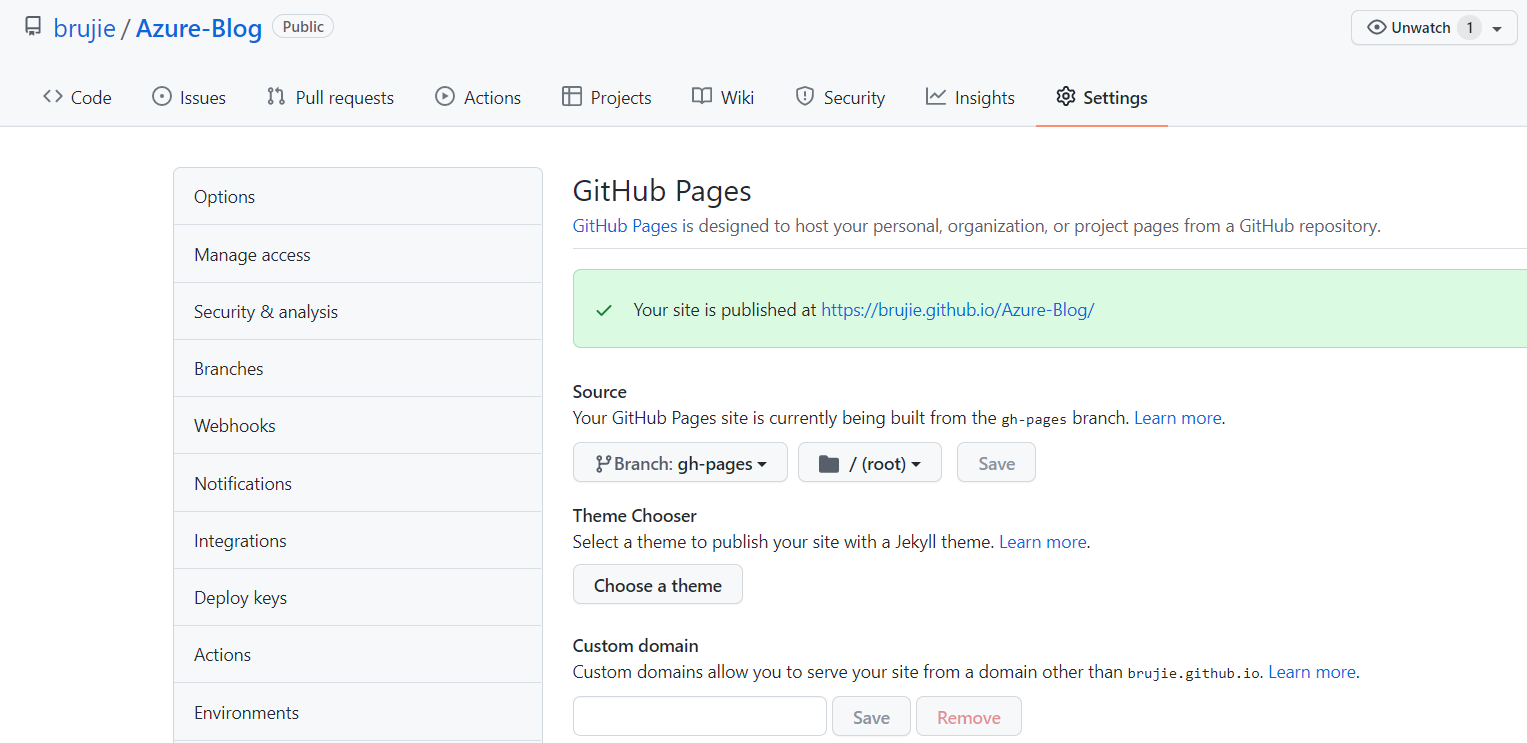 brujie / Azure-Blog Public Unwatch 1
Code Issues Pull requests Actions Projects Wiki Security Insights Settings
Options
Manage access
Security & analysis
Branches
Webhooks
Notifications
Integrations
Deploy keys
Actions
Environments
GitHub Pages
GitHub Pages is designed to host your personal, organization, or project pages from a GitHub repository.
Your site is published at https://brujie.github.io/Azure-Blog/
Source
Your GitHub Pages site is currently being built from the gh-pages branch. Learn more.
Branch: gh-pages / (root) Save
Theme Chooser
Select a theme to publish your site with a Jekyll theme. Learn more.
Choose a theme
Custom domain
Custom domains allow you to serve your site from a domain other than brujie.github.io. Learn more.
Save Remove